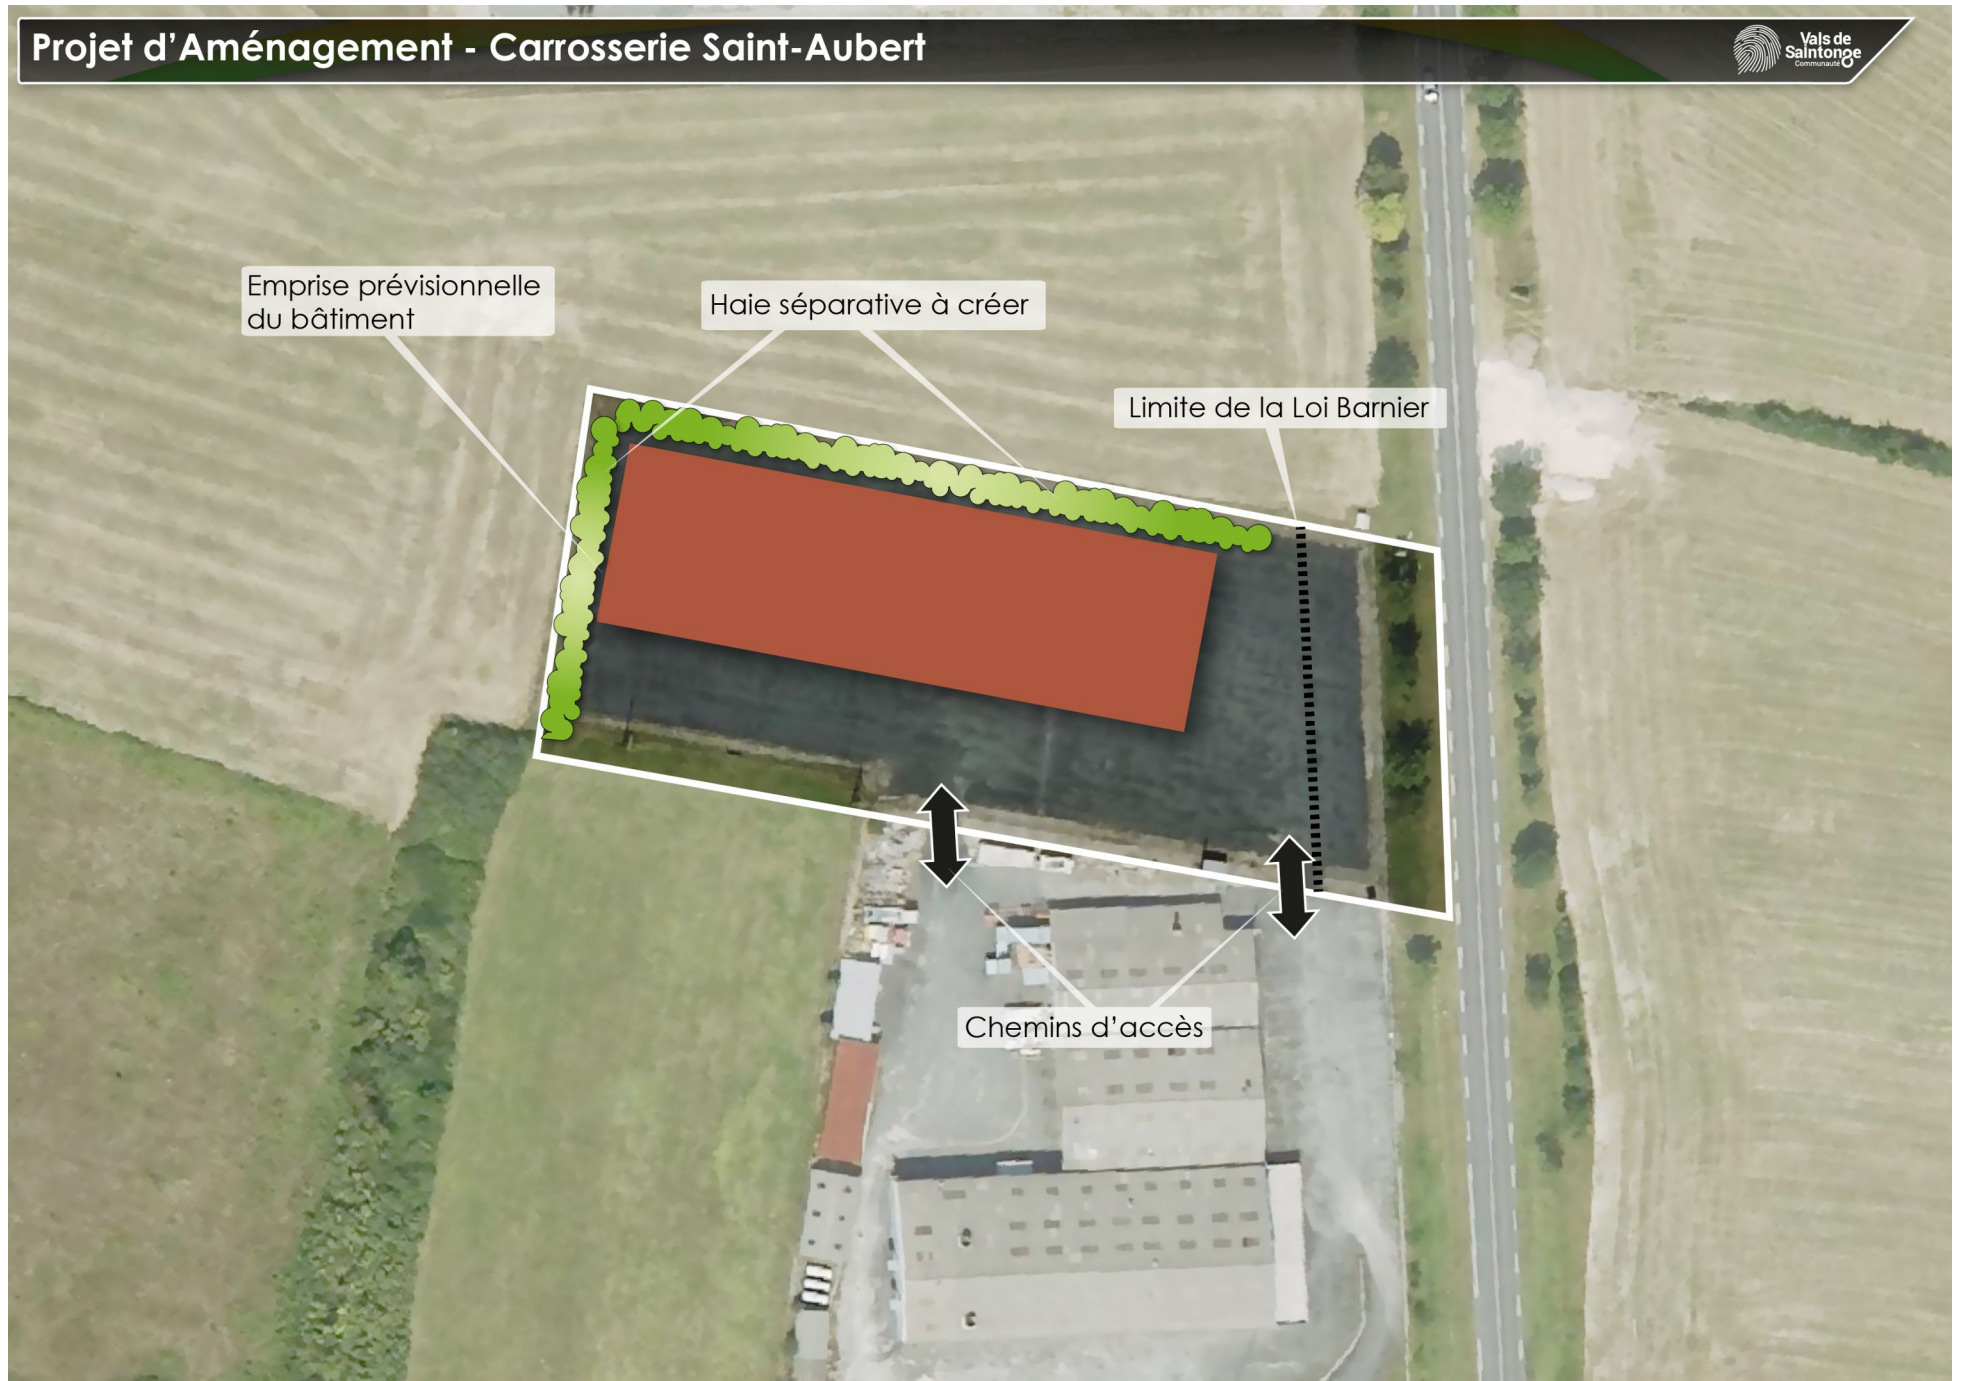 Projet d'Aménagement - Carrosserie Saint-Aubert
Vals de
Saintonge
Communauté
Emprise prévisionnelle
du bâtiment
Haie séparative à créer
Limite de la Loi Barnier
Chemins d'accès